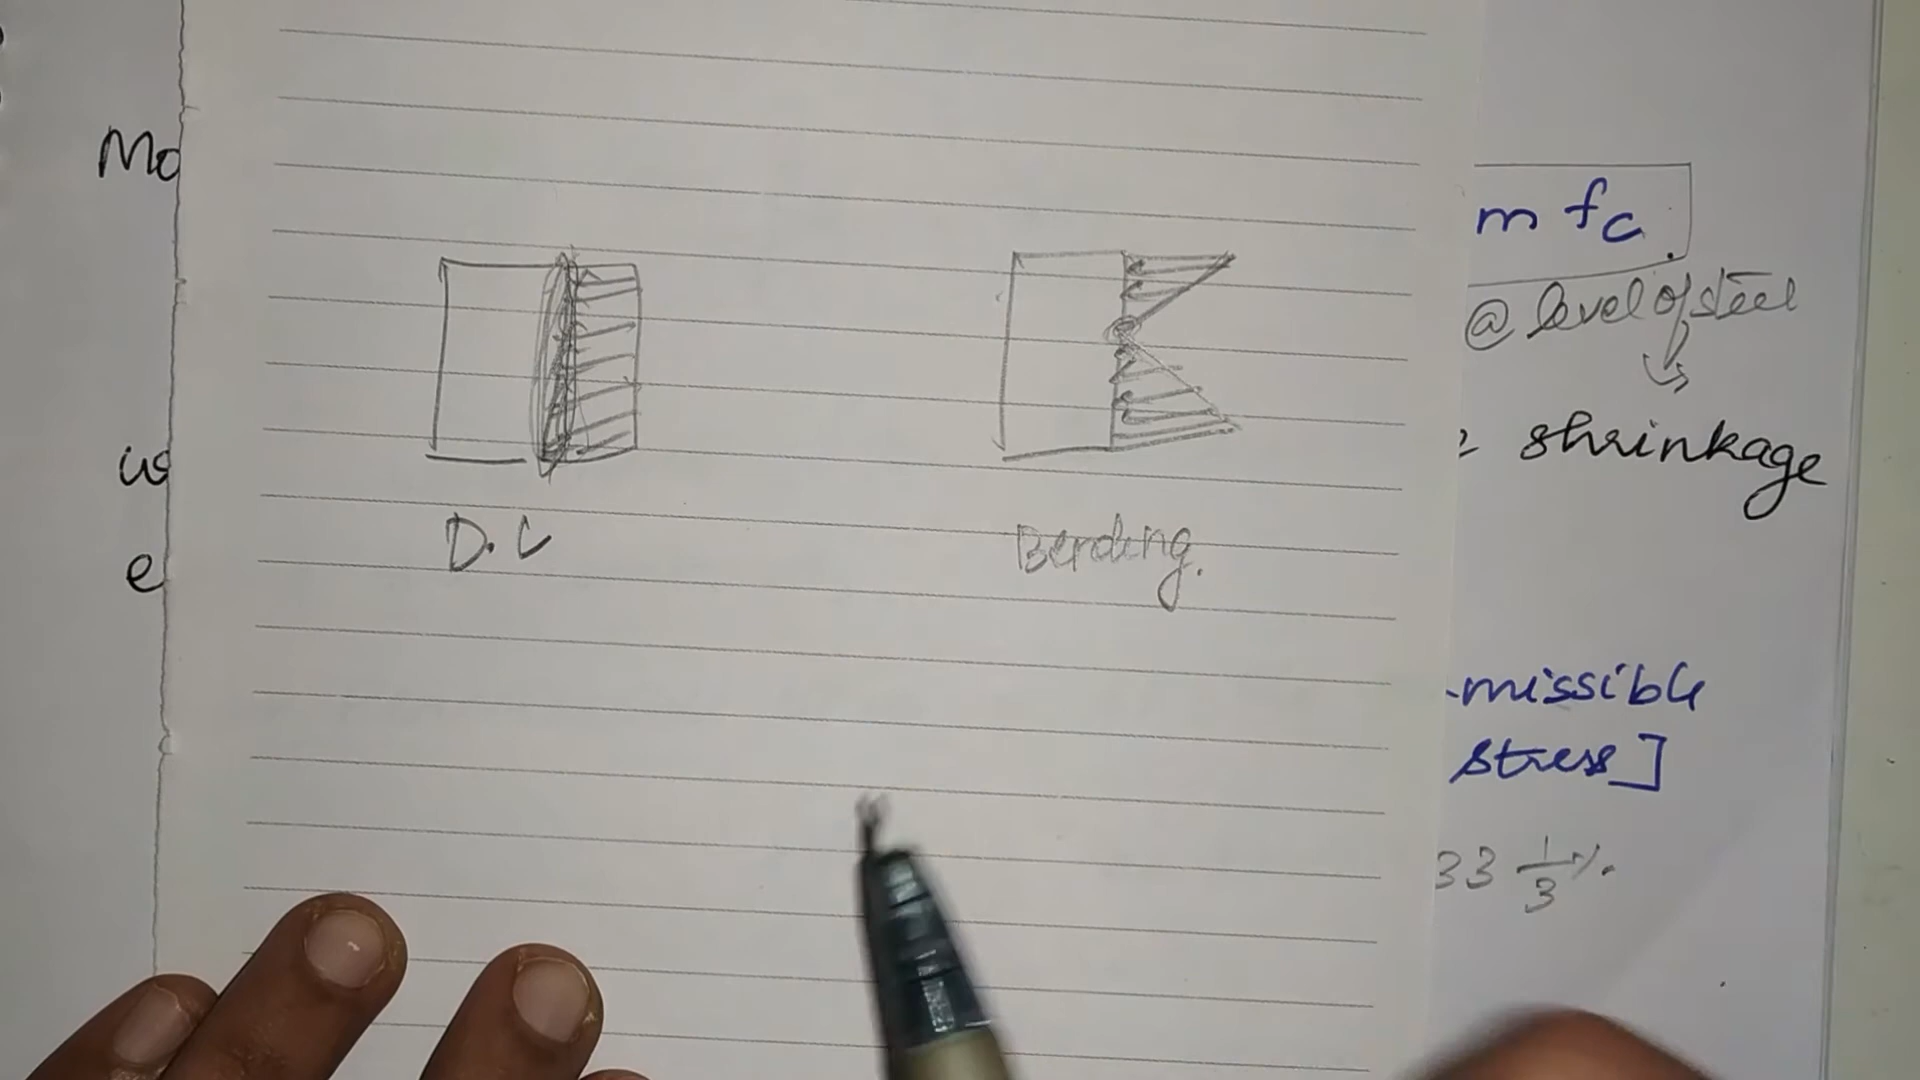 Mo
m fc.
@ level of steel
shrinkage
us
D.C
Bending.
e
missible
stress]
33 1/3 %.